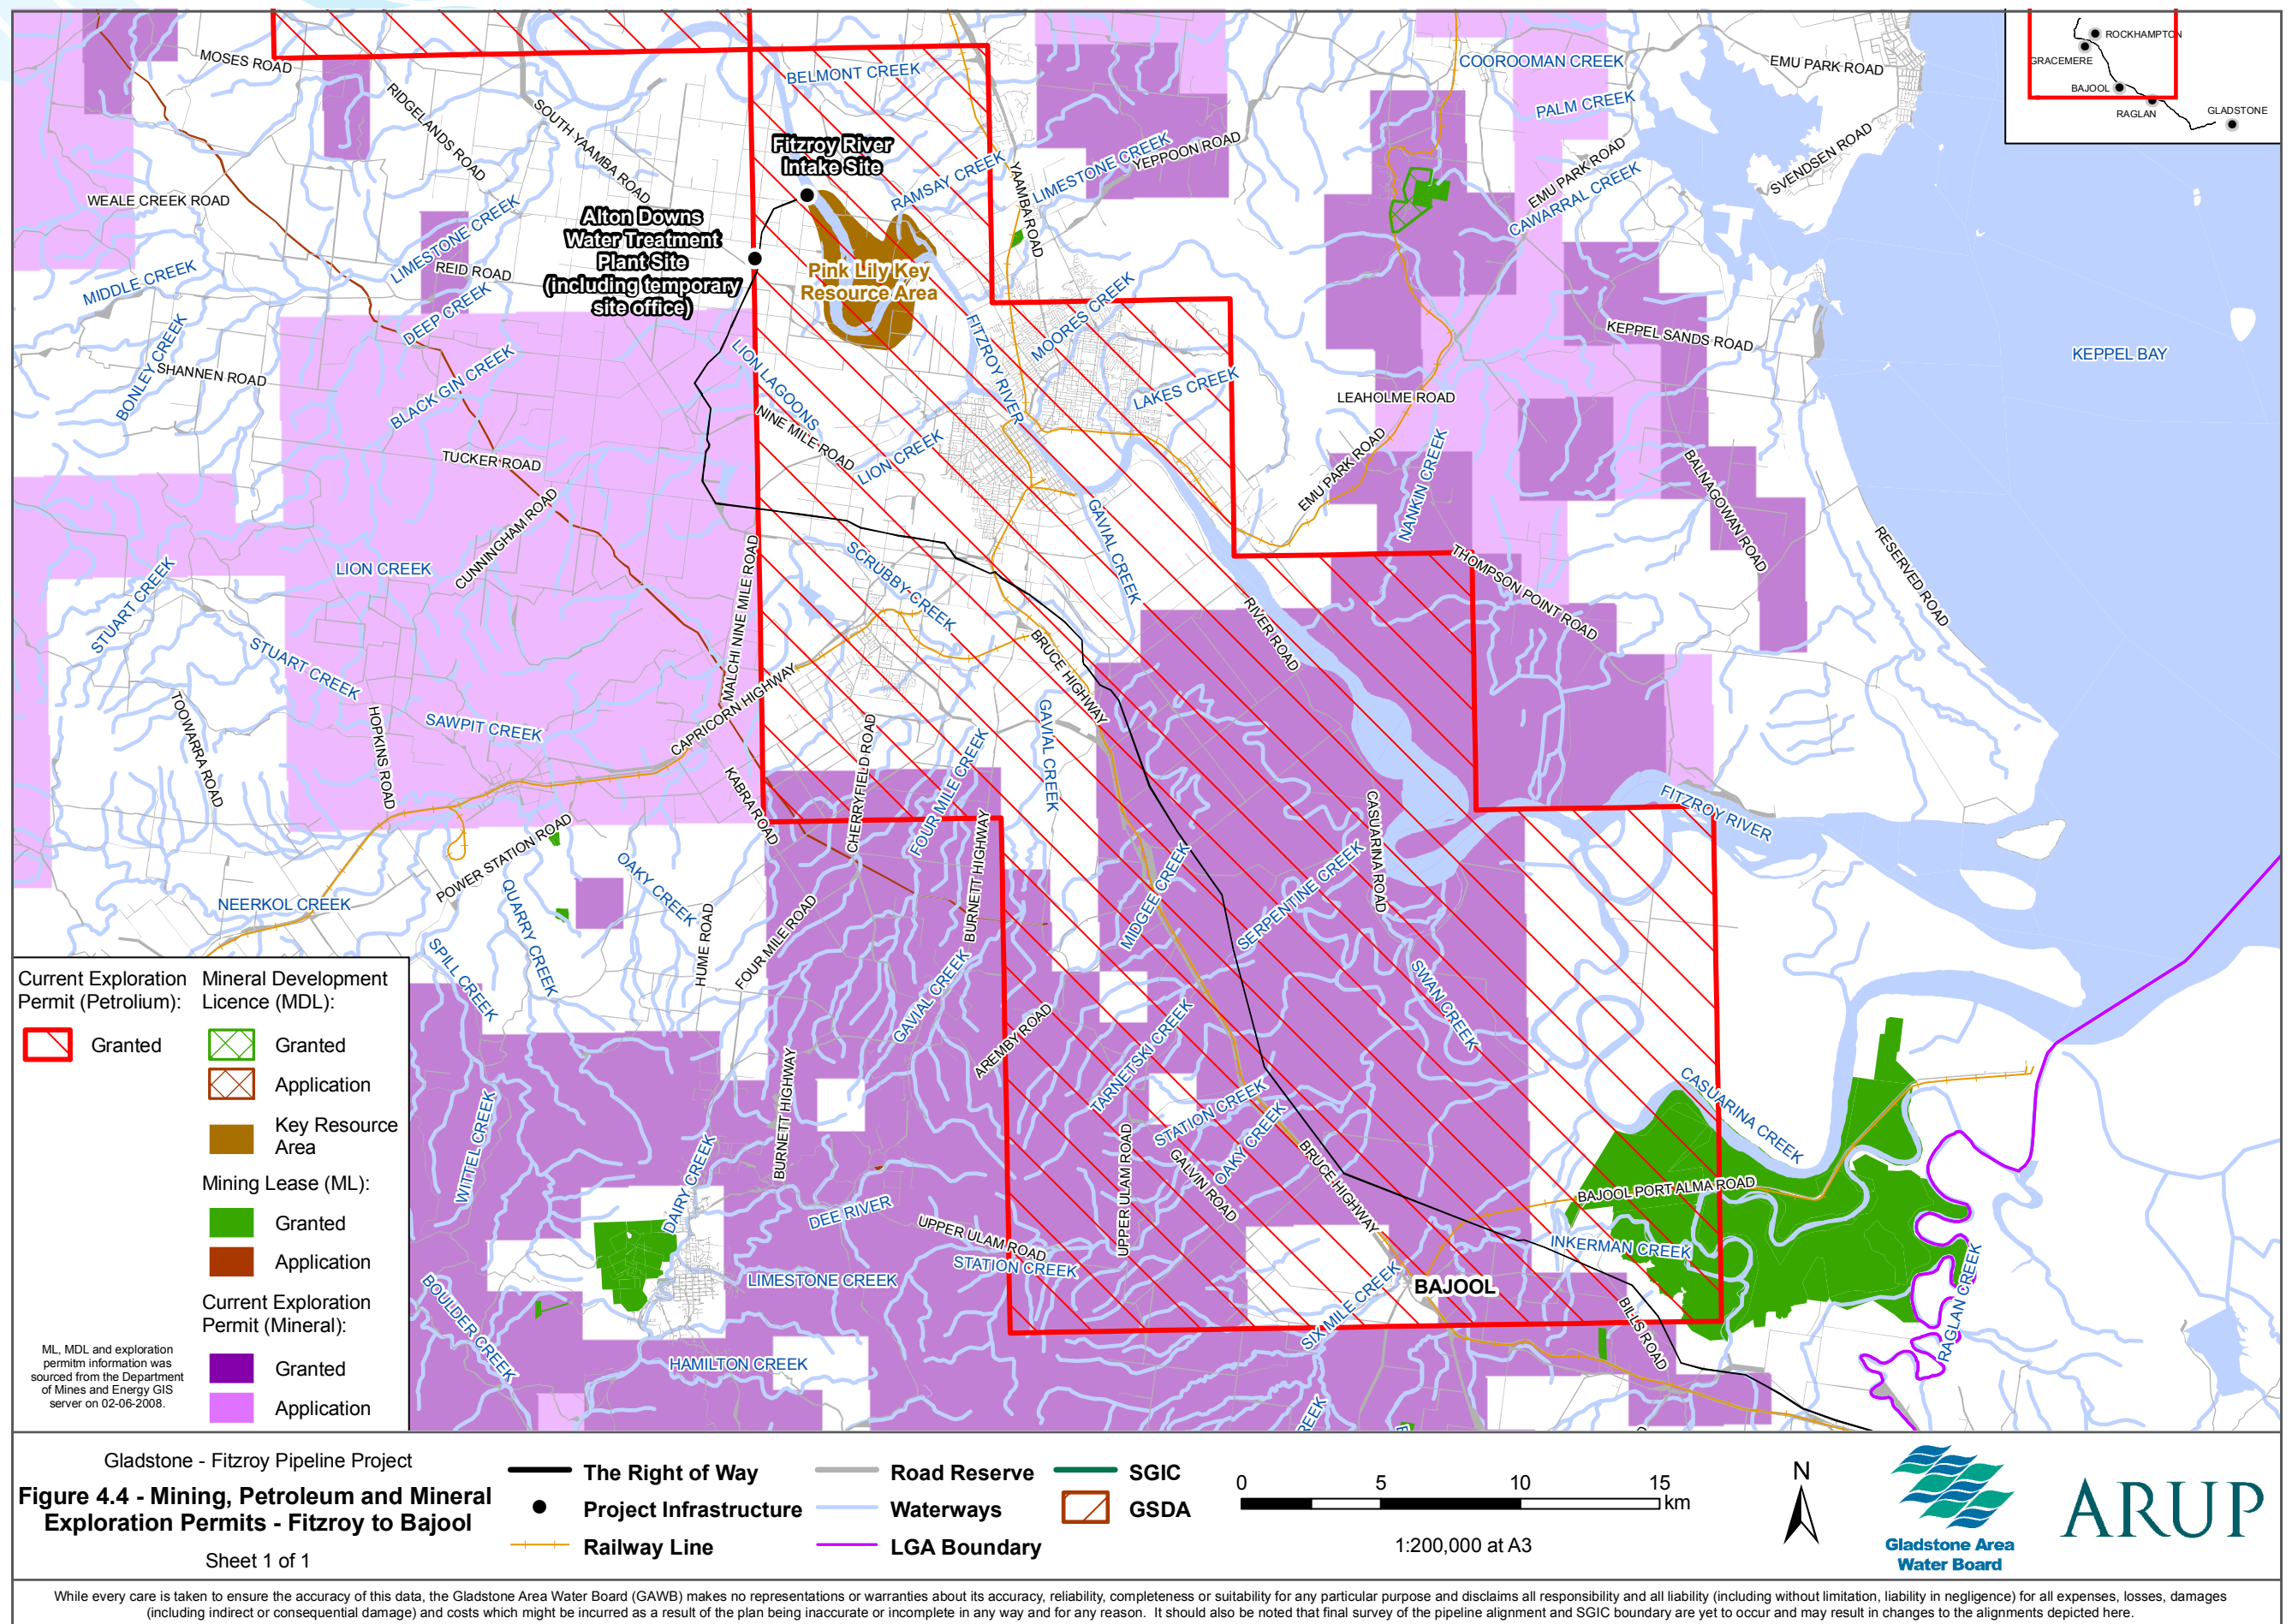 MOSES ROAD
RIDGELANDS ROAD
SOUTH YAAMBA ROAD
BELMONT CREEK
COOROOMAN CREEK
EMU PARK ROAD
PALM CREEK
ROCKHAMPTON
GRACEMERE
BAJOOL
RAGLAN
GLADSTONE
Fitzroy River
Intake Site
RAMSAY CREEK
YAAMBA ROAD
LIMESTONE CREEK
YEPPOON ROAD
EMU PARK ROAD
CAWARRAL CREEK
SVENDSEN ROAD
WEALE CREEK ROAD
LIMESTONE CREEK
Alton Downs
Water Treatment
Plant Site
(including temporary
site office)
Pink Lily Key
Resource Area
MIDDLE CREEK
REID ROAD
DEEP CREEK
BONLEY CREEK
SHANNEN ROAD
BLACK GIN CREEK
LION LAGOONS
FITZROY RIVER
MOORES CREEK
LAKES CREEK
KEPPEL SANDS ROAD
KEPPEL BAY
LEAHOLME ROAD
NINE MILE ROAD
LION CREEK
TUCKER ROAD
CUNNINGHAM ROAD
EMU PARK ROAD
NANKIN CREEK
BALNAGOWAN ROAD
GAVIAL CREEK
RESERVED ROAD
STUART CREEK
LION CREEK
MALCHI NINE MILE ROAD
SCRUBBY CREEK
THOMPSON POINT ROAD
RIVER ROAD
BRUCE HIGHWAY
STUART CREEK
TOOWARRA ROAD
HOPKINS ROAD
SAWPIT CREEK
CAPRICORN HIGHWAY
KABRA ROAD
CHERRYFIELD ROAD
FOUR MILE CREEK
GAVIAL CREEK
CASUARINA ROAD
FITZROY RIVER
POWER STATION ROAD
OAKY CREEK
QUARRY CREEK
NEERKOL CREEK
SPILL CREEK
HUME ROAD
FOUR MILE ROAD
BURNETT HIGHWAY
GAVIAL CREEK
MIDGEE CREEK
SERPENTINE CREEK
SWAN CREEK
AREMBY ROAD
TARNETSKI CREEK
STATION CREEK
OAKY CREEK
GALVIN ROAD
UPPER ULAM ROAD
BRUCE HIGHWAY
CASUARINA CREEK
BAJOOL PORT ALMA ROAD
INKERMAN CREEK
RAGLAN CREEK
WITTEL CREEK
DAIRY CREEK
BURNETT HIGHWAY
DEE RIVER
UPPER ULAM ROAD
STATION CREEK
LIMESTONE CREEK
BOULDER CREEK
HAMILTON CREEK
SIX MILE CREEK
BAJOOL
BILLS ROAD
REEK
Current Exploration
Permit (Petrolium):
Granted
Mineral Development
Licence (MDL):
Granted
Application
Key Resource
Area
Mining Lease (ML):
Granted
Application
Current Exploration
Permit (Mineral):
Granted
Application
ML, MDL and exploration
permitm information was
sourced from the Department
of Mines and Energy GIS
server on 02-06-2008.
Gladstone - Fitzroy Pipeline Project
Figure 4.4 - Mining, Petroleum and Mineral
Exploration Permits - Fitzroy to Bajool
Sheet 1 of 1
The Right of Way
Project Infrastructure
Railway Line
Road Reserve
Waterways
LGA Boundary
SGIC
GSDA
0 5 10 15
km
1:200,000 at A3
N
Gladstone Area
Water Board
ARUP
While every care is taken to ensure the accuracy of this data, the Gladstone Area Water Board (GAWB) makes no representations or warranties about its accuracy, reliability, completeness or suitability for any particular purpose and disclaims all responsibility and all liability (including without limitation, liability in negligence) for all expenses, losses, damages
(including indirect or consequential damage) and costs which might be incurred as a result of the plan being inaccurate or incomplete in any way and for any reason. It should also be noted that final survey of the pipeline alignment and SGIC boundary are yet to occur and may result in changes to the alignments depicted here.